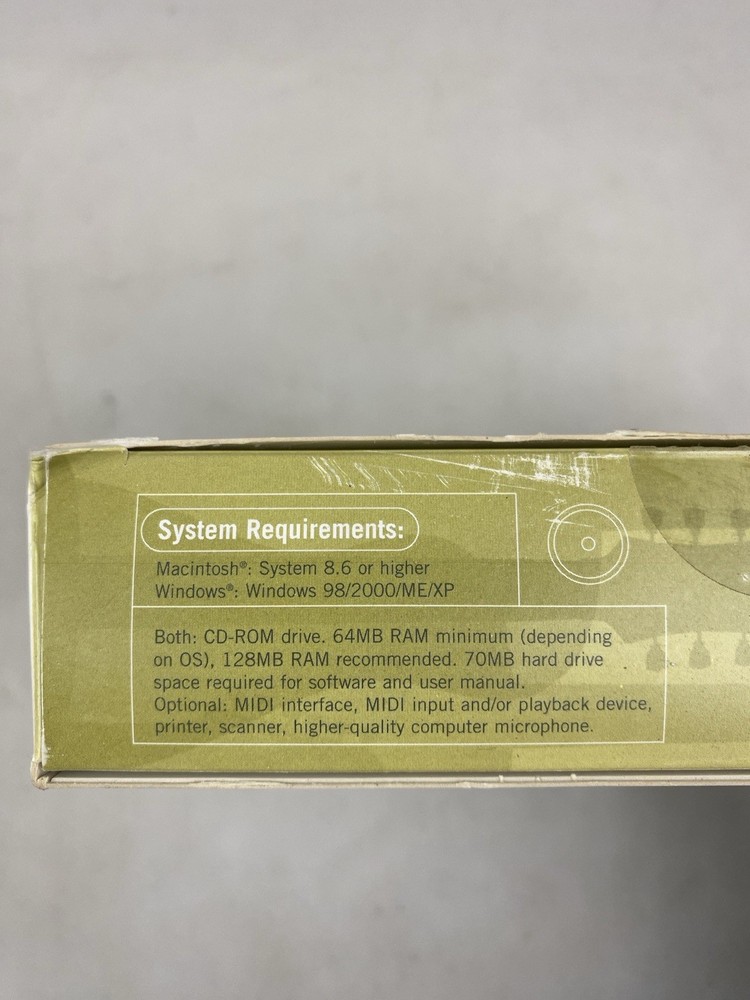 System Requirements:
Macintosh®: System 8.6 or higher
Windows®: Windows 98/2000/ME/XP
Both: CD-ROM drive. 64MB RAM minimum (depending
on OS), 128MB RAM recommended. 70MB hard drive
space required for software and user manual.
Optional: MIDI interface, MIDI input and/or playback device,
printer, scanner, higher-quality computer microphone.